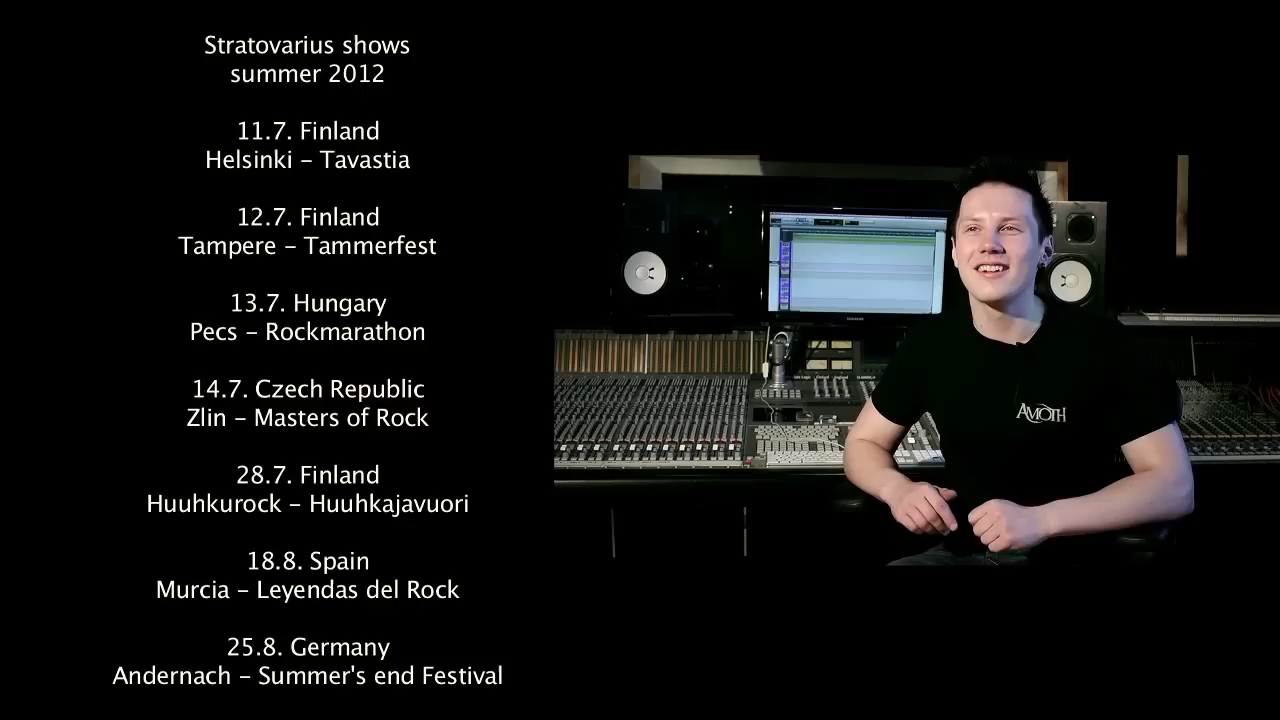 Stratovarius shows
summer 2012
11.7. Finland
Helsinki – Tavastia
12.7. Finland
Tampere – Tammerfest
13.7. Hungary
Pecs – Rockmarathon
14.7. Czech Republic
Zlin – Masters of Rock
28.7. Finland
Huuhkurock – Huuhkajavuori
18.8. Spain
Murcia – Leyendas del Rock
25.8. Germany
Andernach – Summer's end Festival
AMOTH